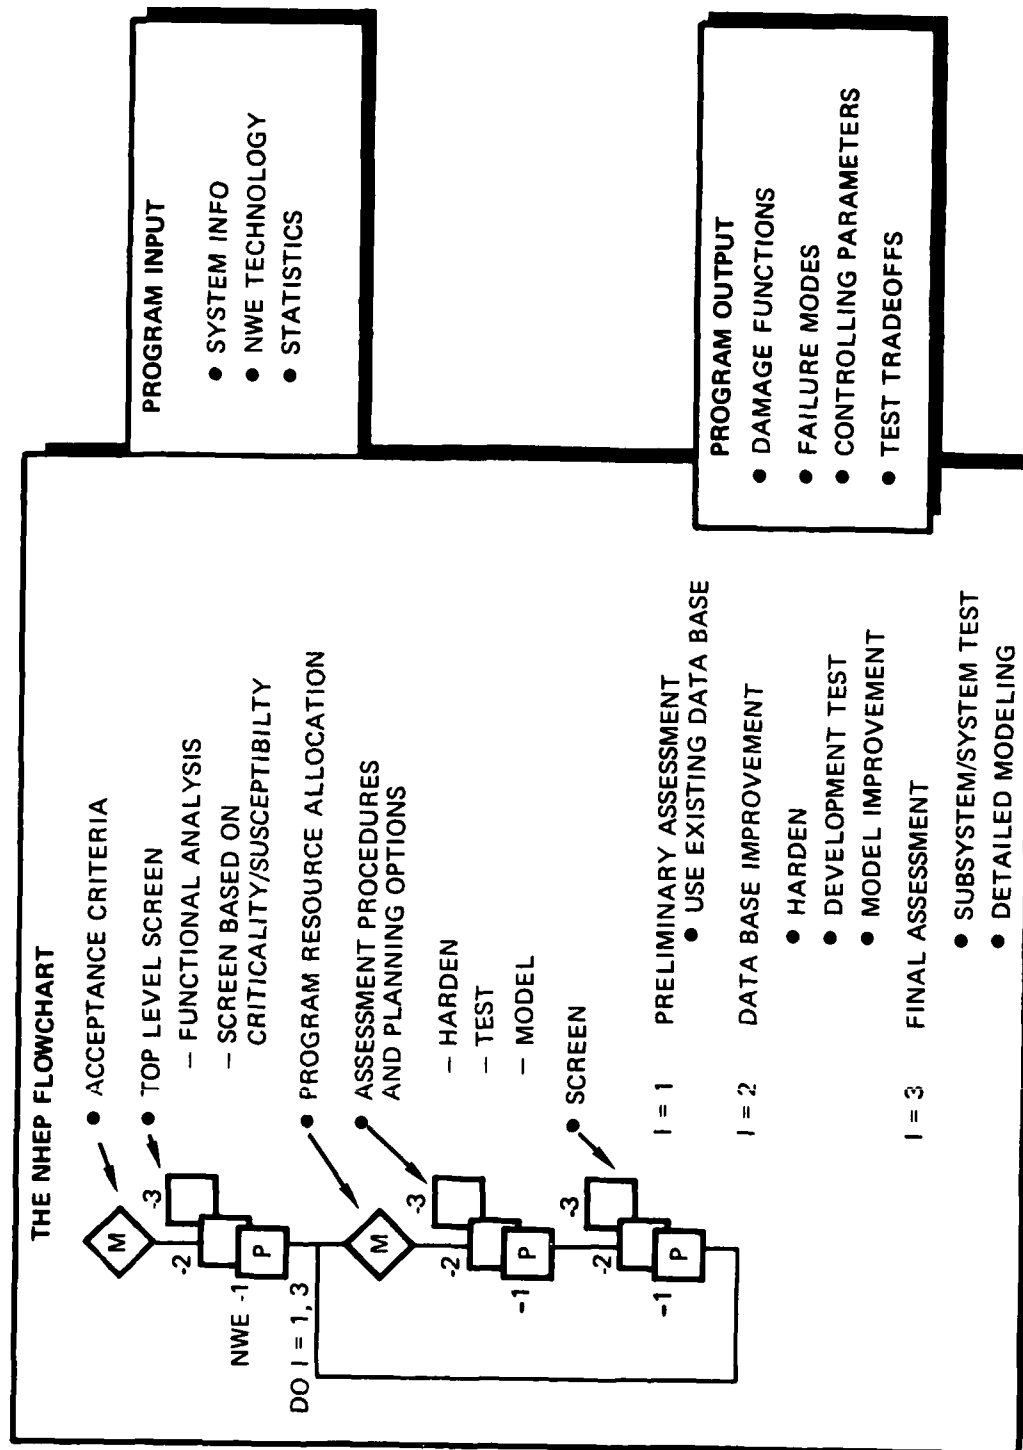 THE NHEP FLOWCHART
M
● ACCEPTANCE CRITERIA
-3
● TOP LEVEL SCREEN
-2
– FUNCTIONAL ANALYSIS
NWE -1
P
– SCREEN BASED ON
CRITICALITY/SUSCEPTIBILTY
DO I = 1, 3
● PROGRAM RESOURCE ALLOCATION
M
● ASSESSMENT PROCEDURES
AND PLANNING OPTIONS
-3
-2
– HARDEN
-1
P
– TEST
– MODEL
● SCREEN
-3
-2
-1
P
I = 1 PRELIMINARY ASSESSMENT
● USE EXISTING DATA BASE
I = 2 DATA BASE IMPROVEMENT
● HARDEN
● DEVELOPMENT TEST
● MODEL IMPROVEMENT
I = 3 FINAL ASSESSMENT
● SUBSYSTEM/SYSTEM TEST
● DETAILED MODELING
PROGRAM INPUT
● SYSTEM INFO
● NWE TECHNOLOGY
● STATISTICS
PROGRAM OUTPUT
● DAMAGE FUNCTIONS
● FAILURE MODES
● CONTROLLING PARAMETERS
● TEST TRADEOFFS